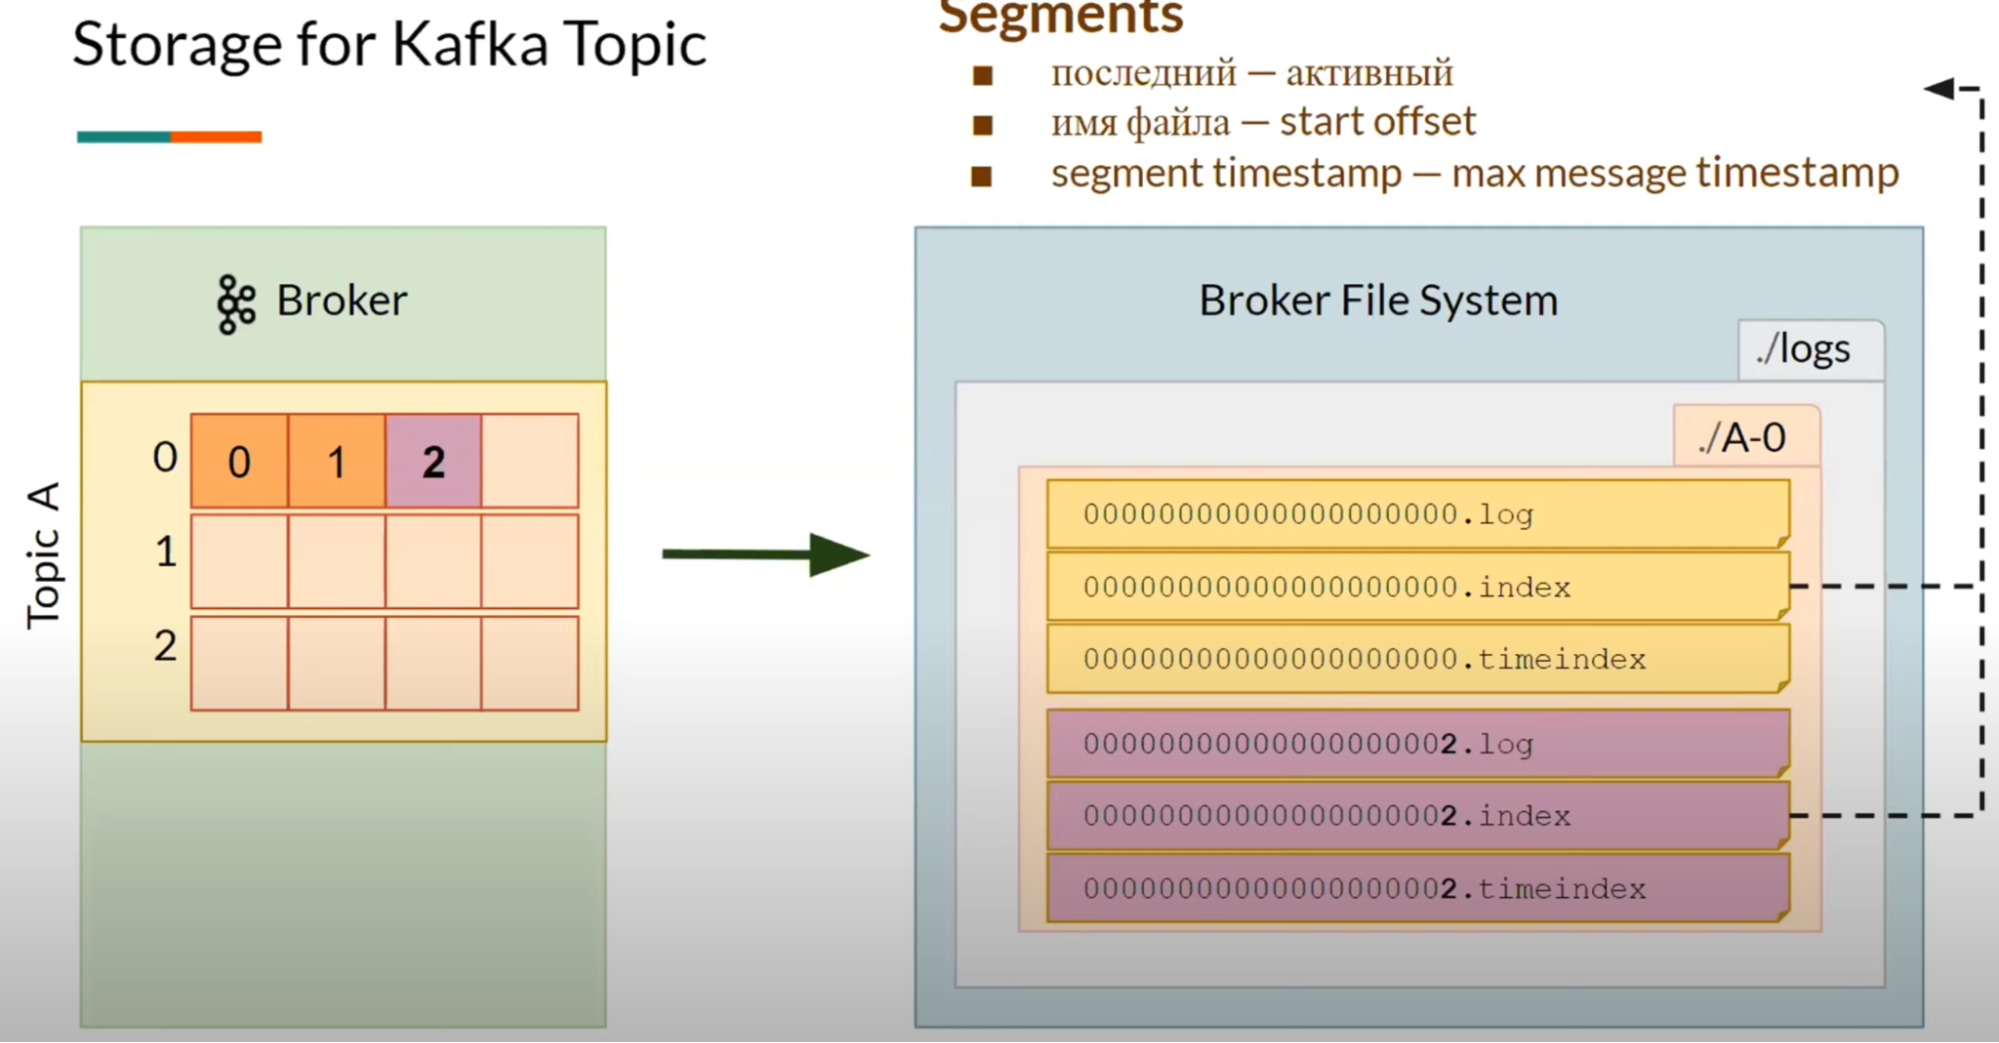 Storage for Kafka Topic
Segments
последний — активный
имя файла — start offset
segment timestamp — max message timestamp
Broker
Topic A
0 0 1 2
1
2
Broker File System
./logs
./A-0
00000000000000000000.log
00000000000000000000.index
00000000000000000000.timeindex
00000000000000000002.log
00000000000000000002.index
00000000000000000002.timeindex